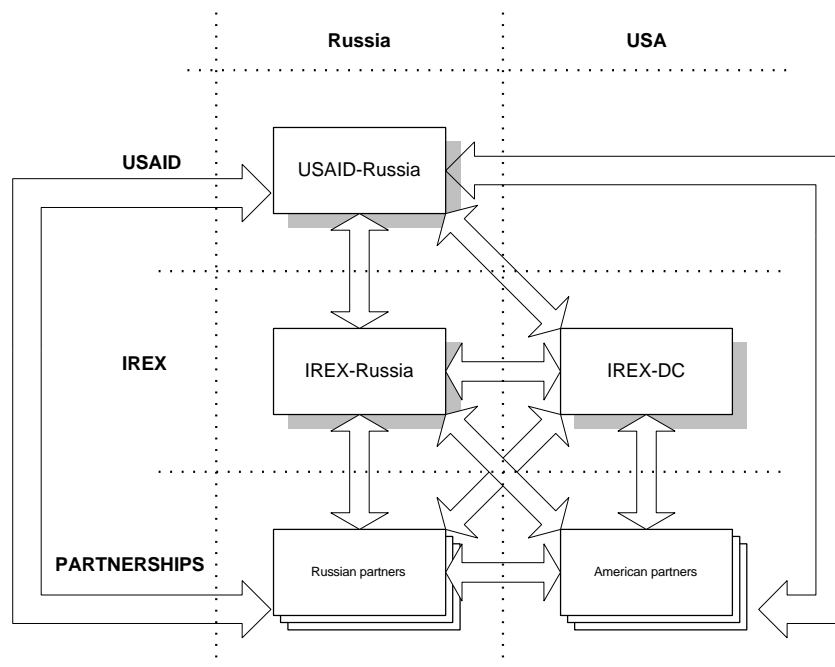 Russia
USA
USAID
USAID-Russia
IREX
IREX-Russia
IREX-DC
PARTNERSHIPS
Russian partners
American partners